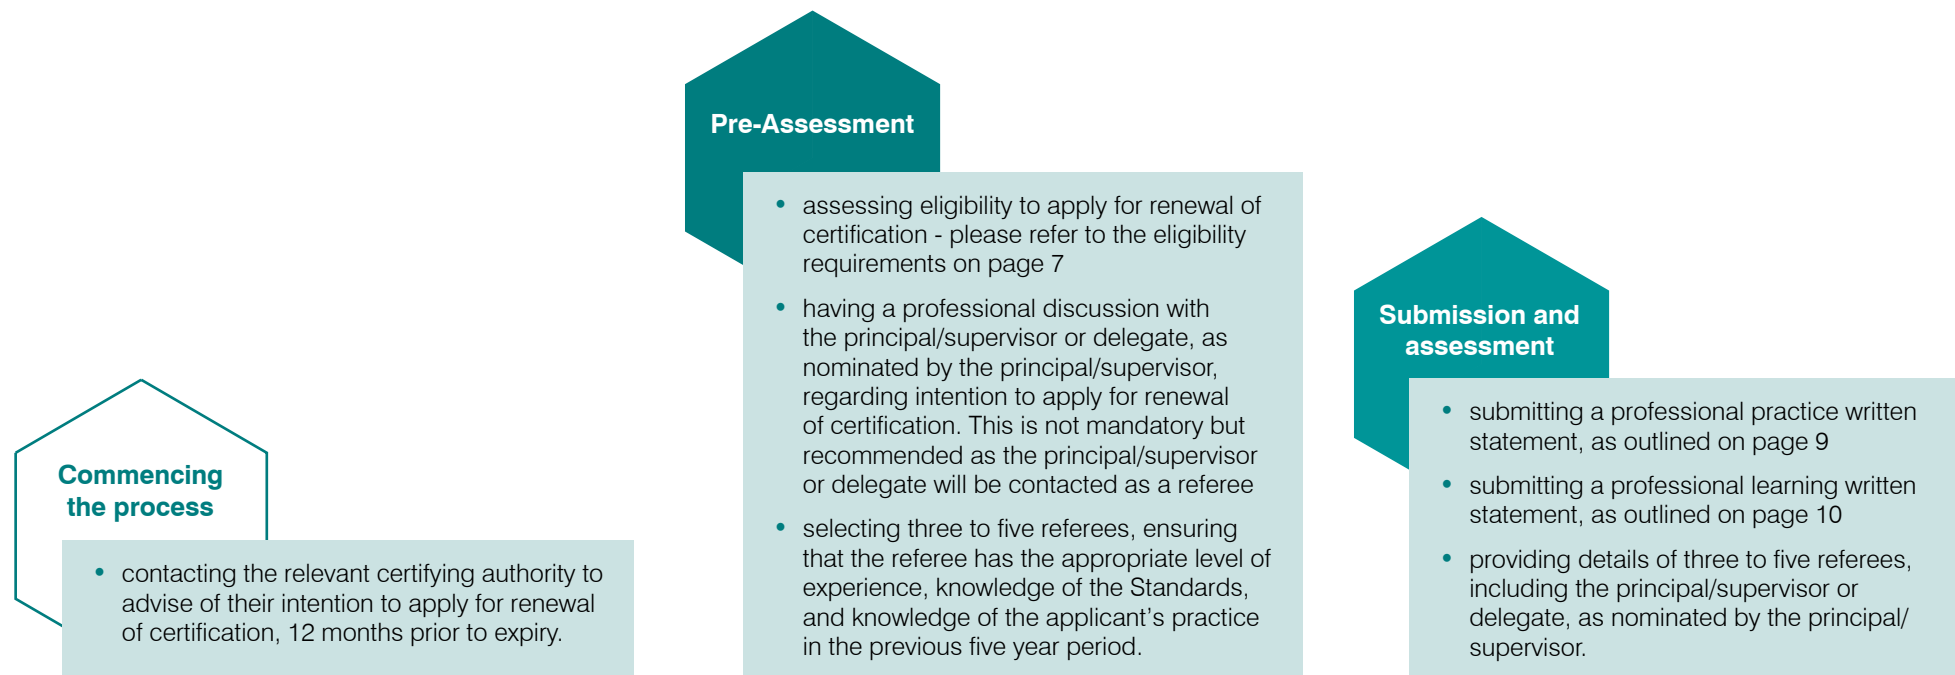 Commencing
the process
• contacting the relevant certifying authority to
advise of their intention to apply for renewal
of certification, 12 months prior to expiry.
Pre-Assessment
• assessing eligibility to apply for renewal of
certification - please refer to the eligibility
requirements on page 7
• having a professional discussion with
the principal/supervisor or delegate, as
nominated by the principal/supervisor,
regarding intention to apply for renewal
of certification. This is not mandatory but
recommended as the principal/supervisor
or delegate will be contacted as a referee
• selecting three to five referees, ensuring
that the referee has the appropriate level of
experience, knowledge of the Standards,
and knowledge of the applicant’s practice
in the previous five year period.
Submission and
assessment
• submitting a professional practice written
statement, as outlined on page 9
• submitting a professional learning written
statement, as outlined on page 10
• providing details of three to five referees,
including the principal/supervisor or
delegate, as nominated by the principal/
supervisor.